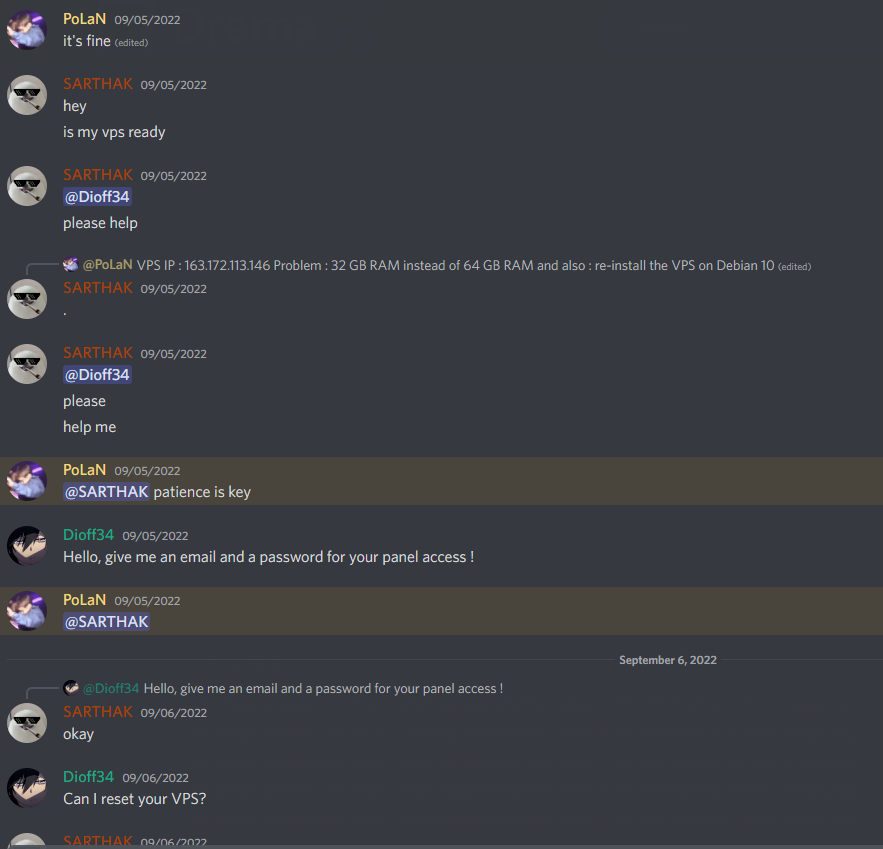 PoLaN 09/05/2022
it's fine (edited)
SARTHAK 09/05/2022
hey
is my vps ready
SARTHAK 09/05/2022
@Dioff34
please help
@PoLaN VPS IP : 163.172.113.146 Problem : 32 GB RAM instead of 64 GB RAM and also : re-install the VPS on Debian 10 (edited)
SARTHAK 09/05/2022
.
SARTHAK 09/05/2022
@Dioff34
please
help me
PoLaN 09/05/2022
@SARTHAK patience is key
Dioff34 09/05/2022
Hello, give me an email and a password for your panel access !
PoLaN 09/05/2022
@SARTHAK
September 6, 2022
@Dioff34 Hello, give me an email and a password for your panel access !
SARTHAK 09/06/2022
okay
Dioff34 09/06/2022
Can I reset your VPS?
SARTHAK 09/06/2022